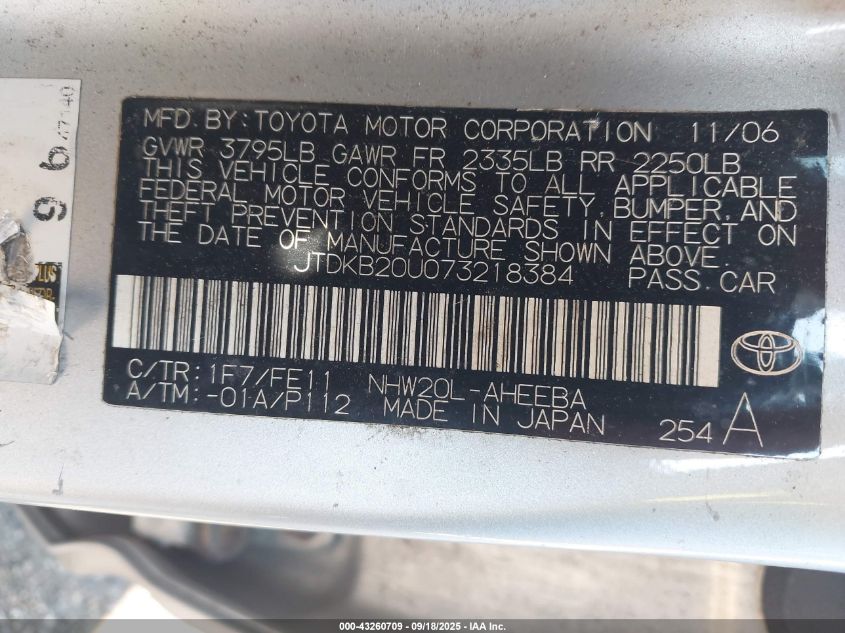 MFD BY: TOYOTA MOTOR CORPORATION 11/06
GVWR 3795LB GAWR FR 2335LB RR 2250LB
THIS VEHICLE CONFORMS TO ALL APPLICABLE
FEDERAL MOTOR VEHICLE SAFETY, BUMPER, AND
THEFT PREVENTION STANDARDS IN EFFECT ON
THE DATE OF MANUFACTURE SHOWN ABOVE.
JTDKB20U073218384 PASS.CAR
C/TR: 1F7/FE11 NHW20L-AHEEBA
A/TM: -01A/P112 MADE IN JAPAN 254 A
000-43260709 - 09/18/2025 - IAA Inc.